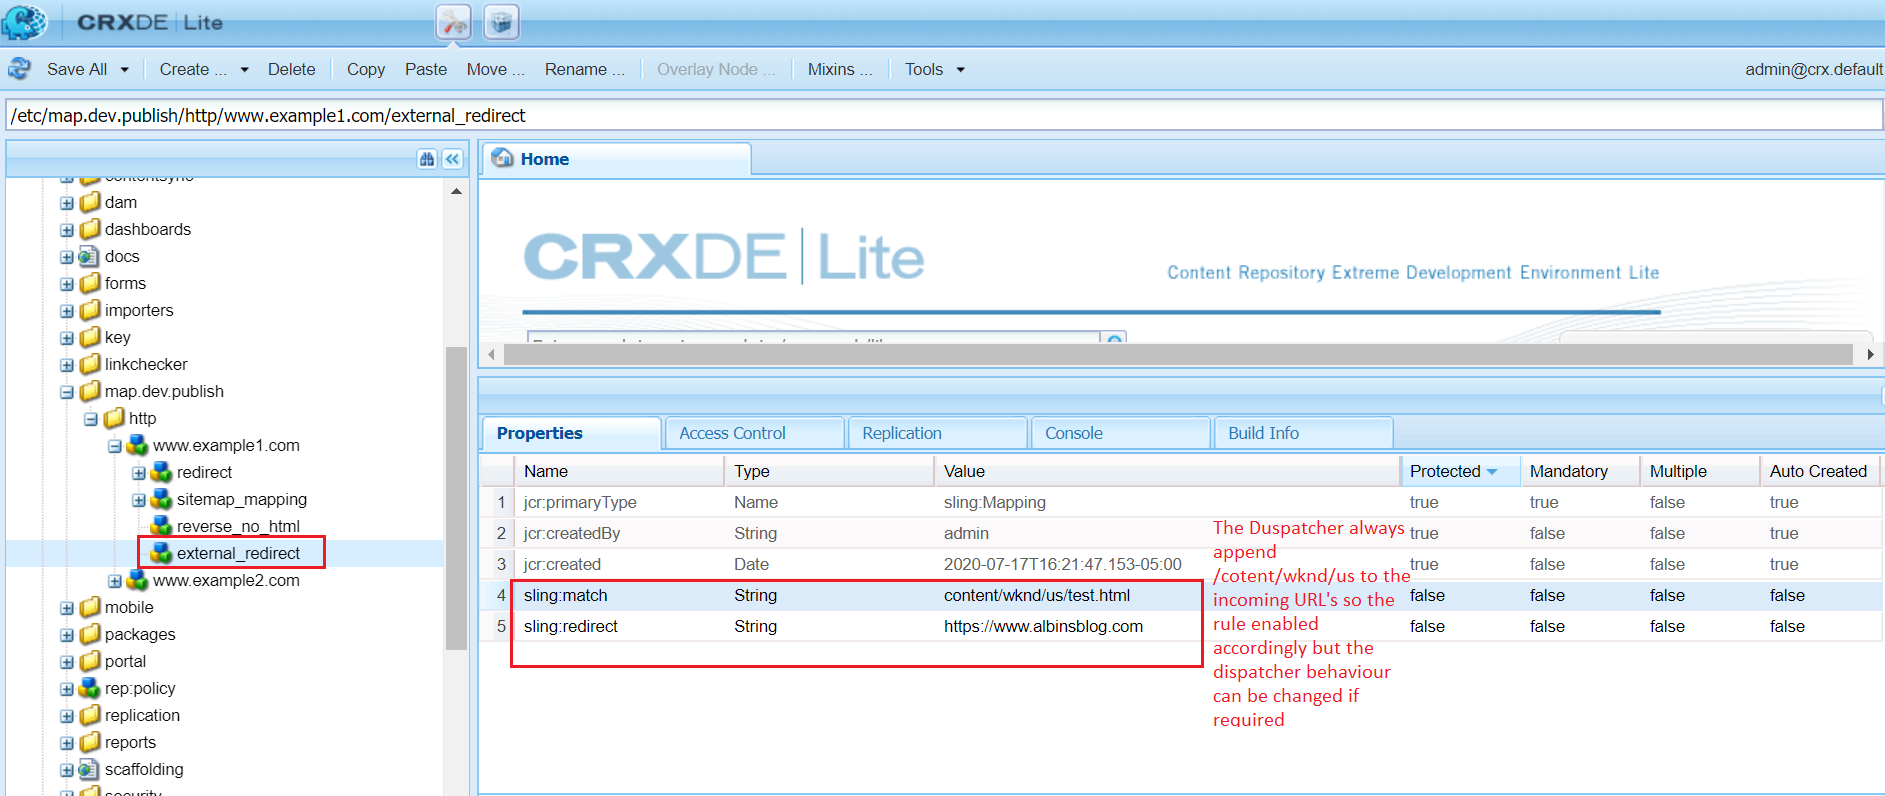 CRXDE | Lite
Save All Create ... Delete Copy Paste Move ... Rename ... Overlay Node ... Mixins ... Tools admin@crx.default
/etc/map.dev.publish/http/www.example1.com/external_redirect
contentsync
dam
dashboards
docs
forms
importers
key
linkchecker
map.dev.publish
http
www.example1.com
redirect
sitemap_mapping
reverse_no_html
external_redirect
www.example2.com
mobile
packages
portal
rep:policy
replication
reports
scaffolding
security
Home
CRXDE | Lite
Content Repository Extreme Development Environment Lite
Properties Access Control Replication Console Build Info
Name Type Value Protected Mandatory Multiple Auto Created
1 jcr:primaryType Name sling:Mapping true true false true
2 jcr:createdBy String admin true false false true
3 jcr:created Date 2020-07-17T16:21:47.153-05:00 true false false true
4 sling:match String content/wknd/us/test.html false false false false
5 sling:redirect String https://www.albinsblog.com false false false false
The Duspatcher always
append
/cotent/wknd/us to the
incoming URL's so the
rule enabled
accordingly but the
dispatcher behaviour
can be changed if
required